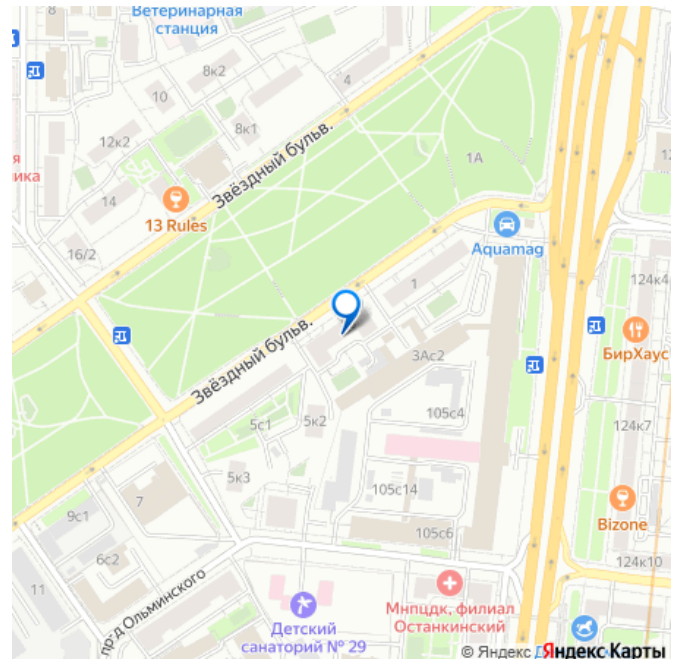 Ветеринарная
станция
8
8к2
4
10
8к1
12к2
Звёздный бульв.
1А
14
13 Rules
16/2
ника
Aquamag
1
124к4
БирХаус
Звёздный бульв.
3Ас2
5с1
5к2
105с4
124к7
5к3
105с14
7
9с1
105с6
Bizone
6с2
11
пр-д Ольминского
124к10
Мнпцдк, филиал
Останкинский
Детский
санаторий № 29
© Яндекс
Яндекс Карты